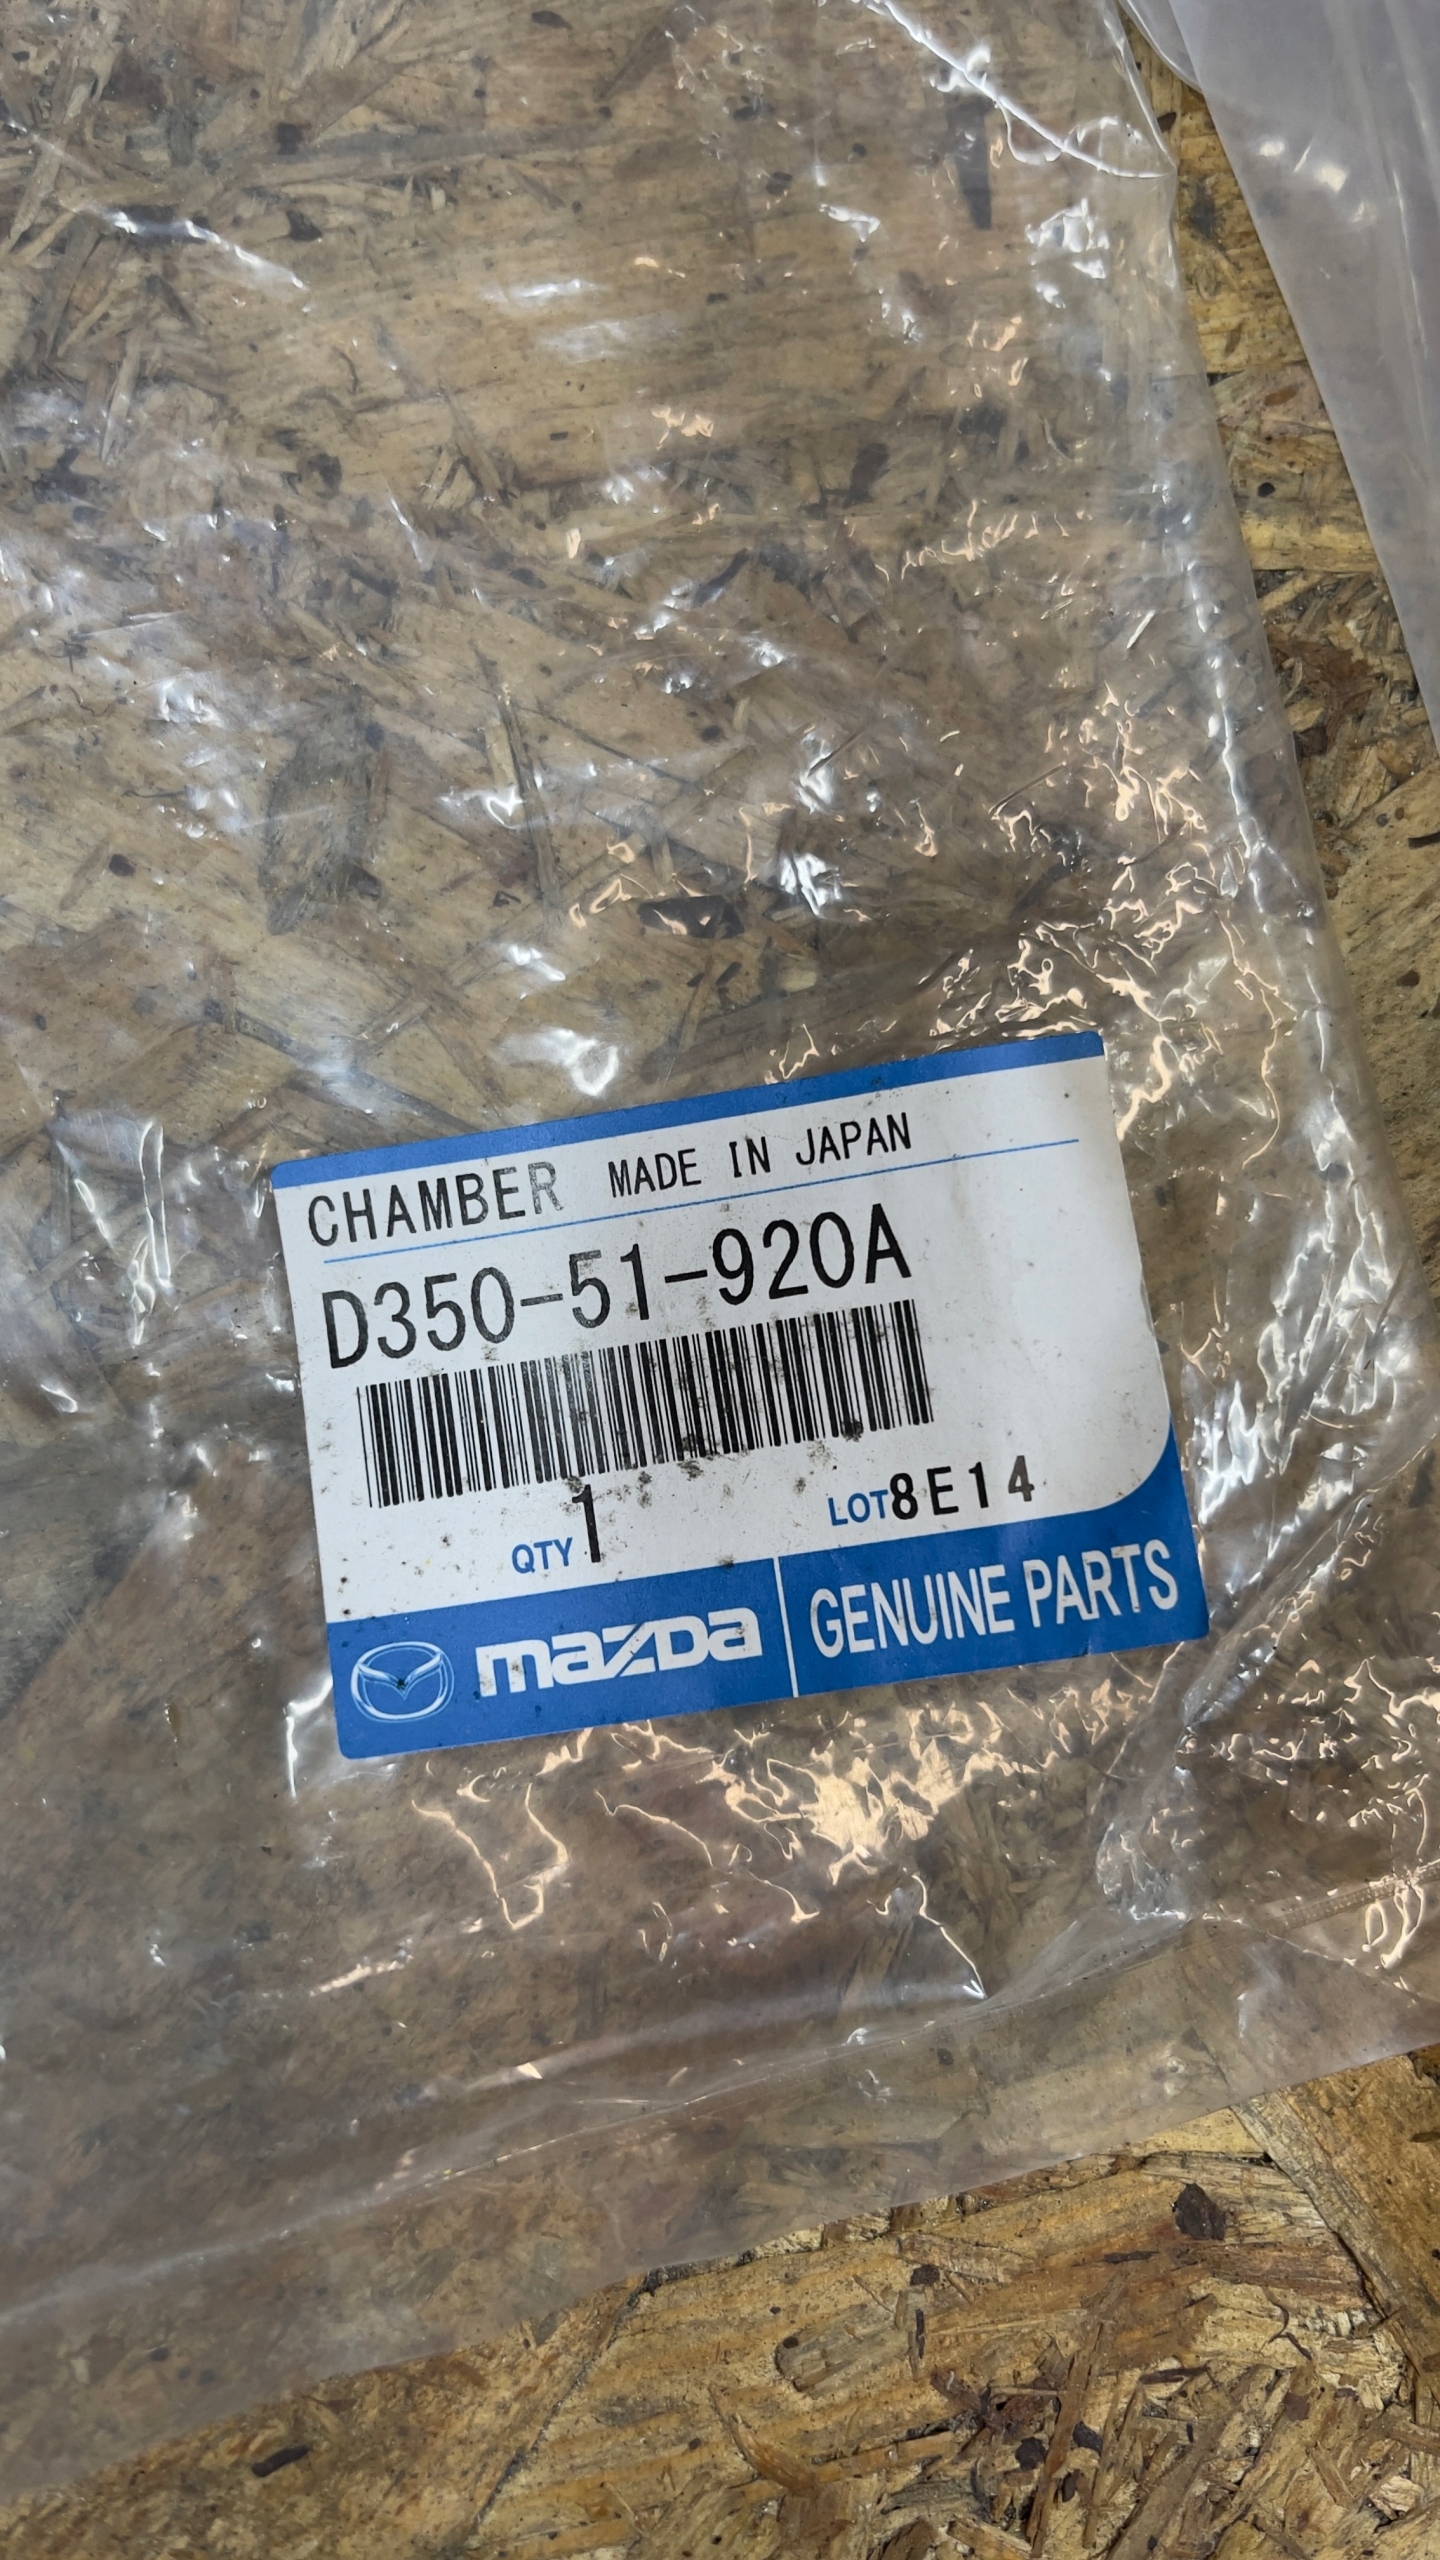 CHAMBER MADE IN JAPAN
D350-51-920A
QTY 1 LOT 8E14
mazda GENUINE PARTS